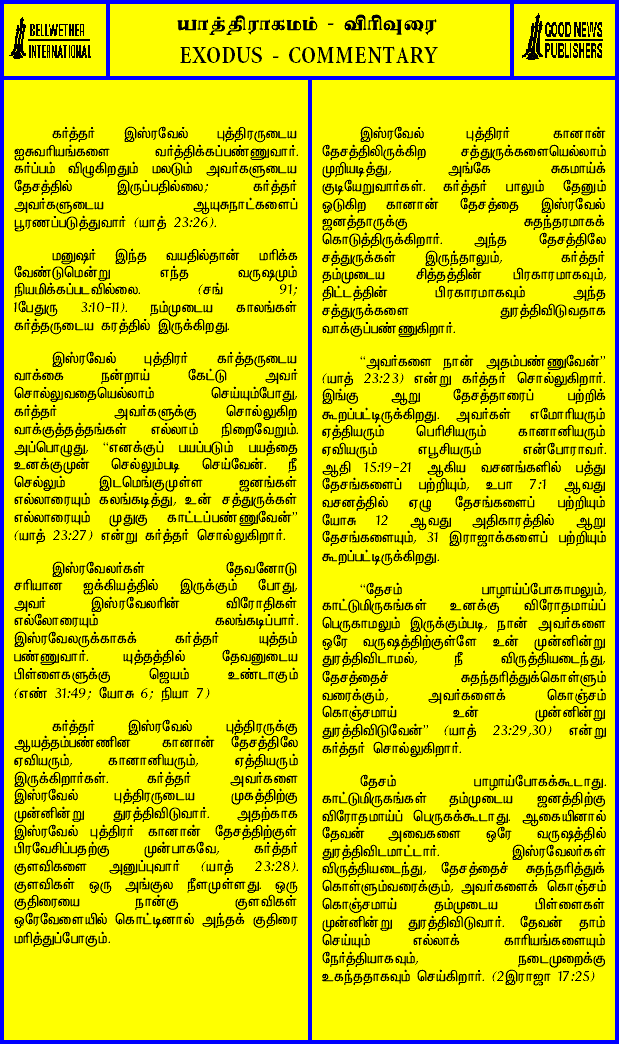 BELLWETHER
INTERNATIONAL
யாத்திராகமம் - விரிவுரை
EXODUS - COMMENTARY
GOOD NEWS
PUBLISHERS
கர்த்தர் இஸ்ரவேல் புத்திரருடைய
ஐசுவரியங்களை வர்த்திக்கப்பண்ணுவார்.
கர்ப்பம் விழுகிறதும் மலடும் அவர்களுடைய
தேசத்தில் இருப்பதில்லை; கர்த்தர்
அவர்களுடைய ஆயுசுநாட்களைப்
பூரணப்படுத்துவார் (யாத் 23:26).
மனுஷர் இந்த வயதில்தான் மரிக்க
வேண்டுமென்று எந்த வருஷமும்
நியமிக்கப்படவில்லை. (சங் 91;
1பேதுரு 3:10-11). நம்முடைய காலங்கள்
கர்த்தருடைய கரத்தில் இருக்கிறது.
இஸ்ரவேல் புத்திரர் கர்த்தருடைய
வாக்கை நன்றாய் கேட்டு அவர்
சொல்லுவதையெல்லாம் செய்யும்போது,
கர்த்தர் அவர்களுக்கு சொல்லுகிற
வாக்குத்தத்தங்கள் எல்லாம் நிறைவேறும்.
அப்பொழுது, "எனக்குப் பயப்படும் பயத்தை
உனக்குமுன் செல்லும்படி செய்வேன். நீ
செல்லும் இடமெங்குமுள்ள ஜனங்கள்
எல்லாரையும் கலங்கடித்து, உன் சத்துருக்கள்
எல்லாரையும் முதுகு காட்டப்பண்ணுவேன்"
(யாத் 23:27) என்று கர்த்தர் சொல்லுகிறார்.
இஸ்ரவேலர்கள் தேவனோடு
சரியான ஐக்கியத்தில் இருக்கும் போது,
அவர் இஸ்ரவேலரின் விரோதிகள்
எல்லோரையும் கலங்கடிப்பார்.
இஸ்ரவேலருக்காகக் கர்த்தர் யுத்தம்
பண்ணுவார். யுத்தத்தில் தேவனுடைய
பிள்ளைகளுக்கு ஜெயம் உண்டாகும்
(எண் 31:49; யோசு 6; நியா 7)
கர்த்தர் இஸ்ரவேல் புத்திரருக்கு
ஆயத்தம்பண்ணின கானான் தேசத்திலே
ஏவியரும், கானானியரும், ஏத்தியரும்
இருக்கிறார்கள். கர்த்தர் அவர்களை
இஸ்ரவேல் புத்திரருடைய முகத்திற்கு
முன்னின்று துரத்திவிடுவார். அதற்காக
இஸ்ரவேல் புத்திரர் கானான் தேசத்திற்குள்
பிரவேசிப்பதற்கு முன்பாகவே, கர்த்தர்
குளவிகளை அனுப்புவார் (யாத் 23:28).
குளவிகள் ஒரு அங்குல நீளமுள்ளது. ஒரு
குதிரையை நான்கு குளவிகள்
ஒரேவேளையில் கொட்டினால் அந்தக் குதிரை
மரித்துப்போகும்.
இஸ்ரவேல் புத்திரர் கானான்
தேசத்திலிருக்கிற சத்துருக்களையெல்லாம்
முறியடித்து, அங்கே சுகமாய்க்
குடியேறுவார்கள். கர்த்தர் பாலும் தேனும்
ஓடுகிற கானான் தேசத்தை இஸ்ரவேல்
ஜனத்தாருக்கு சுதந்தரமாகக்
கொடுத்திருக்கிறார். அந்த தேசத்திலே
சத்துருக்கள் இருந்தாலும், கர்த்தர்
தம்முடைய சித்தத்தின் பிரகாரமாகவும்,
திட்டத்தின் பிரகாரமாகவும் அந்த
சத்துருக்களை துரத்திவிடுவதாக
வாக்குப்பண்ணுகிறார்.
"அவர்களை நான் அதம்பண்ணுவேன்"
(யாத் 23:23) என்று கர்த்தர் சொல்லுகிறார்.
இங்கு ஆறு தேசத்தாரைப் பற்றிக்
கூறப்பட்டிருக்கிறது. அவர்கள் எமோரியரும்
ஏத்தியரும் பெரிசியரும் கானானியரும்
ஏவியரும் எபூசியரும் என்போராவர்.
ஆதி 15:19-21 ஆகிய வசனங்களில் பத்து
தேசங்களைப் பற்றியும், உபா 7:1 ஆவது
வசனத்தில் ஏழு தேசங்களைப் பற்றியும்
யோசு 12 ஆவது அதிகாரத்தில் ஆறு
தேசங்களையும், 31 இராஜாக்களைப் பற்றியும்
கூறப்பட்டிருக்கிறது.
"தேசம் பாழாய்ப்போகாமலும்,
காட்டுமிருகங்கள் உனக்கு விரோதமாய்ப்
பெருகாமலும் இருக்கும்படி, நான் அவர்களை
ஒரே வருஷத்திற்குள்ளே உன் முன்னின்று
துரத்திவிடாமல், நீ விருத்தியடைந்து,
தேசத்தைச் சுதந்தரித்துக்கொள்ளும்
வரைக்கும், அவர்களைக் கொஞ்சம்
கொஞ்சமாய் உன் முன்னின்று
துரத்திவிடுவேன்" (யாத் 23:29,30) என்று
கர்த்தர் சொல்லுகிறார்.
தேசம் பாழாய்போகக்கூடாது.
காட்டுமிருகங்கள் தம்முடைய ஜனத்திற்கு
விரோதமாய்ப் பெருகக்கூடாது. ஆகையினால்
தேவன் அவைகளை ஒரே வருஷத்தில்
துரத்திவிடமாட்டார். இஸ்ரவேலர்கள்
விருத்தியடைந்து, தேசத்தைச் சுதந்தரித்துக்
கொள்ளும்வரைக்கும், அவர்களைக் கொஞ்சம்
கொஞ்சமாய் தம்முடைய பிள்ளைகள்
முன்னின்று துரத்திவிடுவார். தேவன் தாம்
செய்யும் எல்லாக் காரியங்களையும்
நேர்த்தியாகவும், நடைமுறைக்கு
உகந்ததாகவும் செய்கிறார். (2இராஜா 17:25)